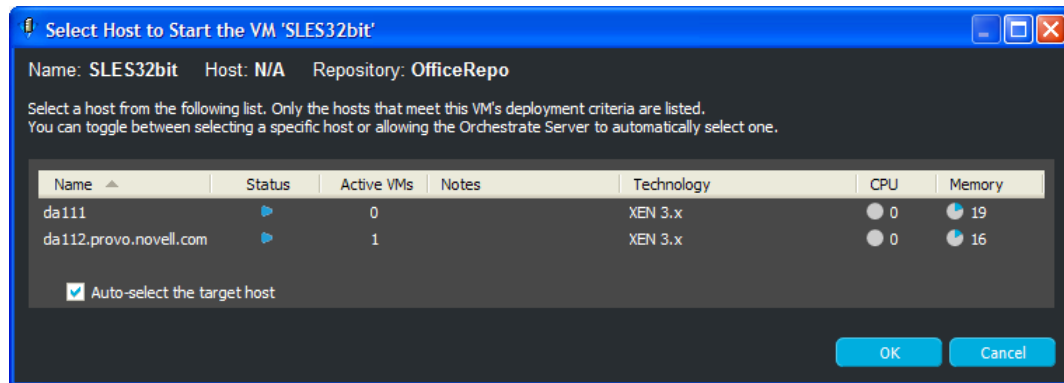 Select Host to Start the VM 'SLES32bit'
Name: SLES32bit Host: N/A Repository: OfficeRepo
Select a host from the following list. Only the hosts that meet this VM's deployment criteria are listed.
You can toggle between selecting a specific host or allowing the Orchestrate Server to automatically select one.
Name Status Active VMs Notes Technology CPU Memory
da111 0 XEN 3.x 0 19
da112.provo.novell.com 1 XEN 3.x 0 16
Auto-select the target host
OK Cancel